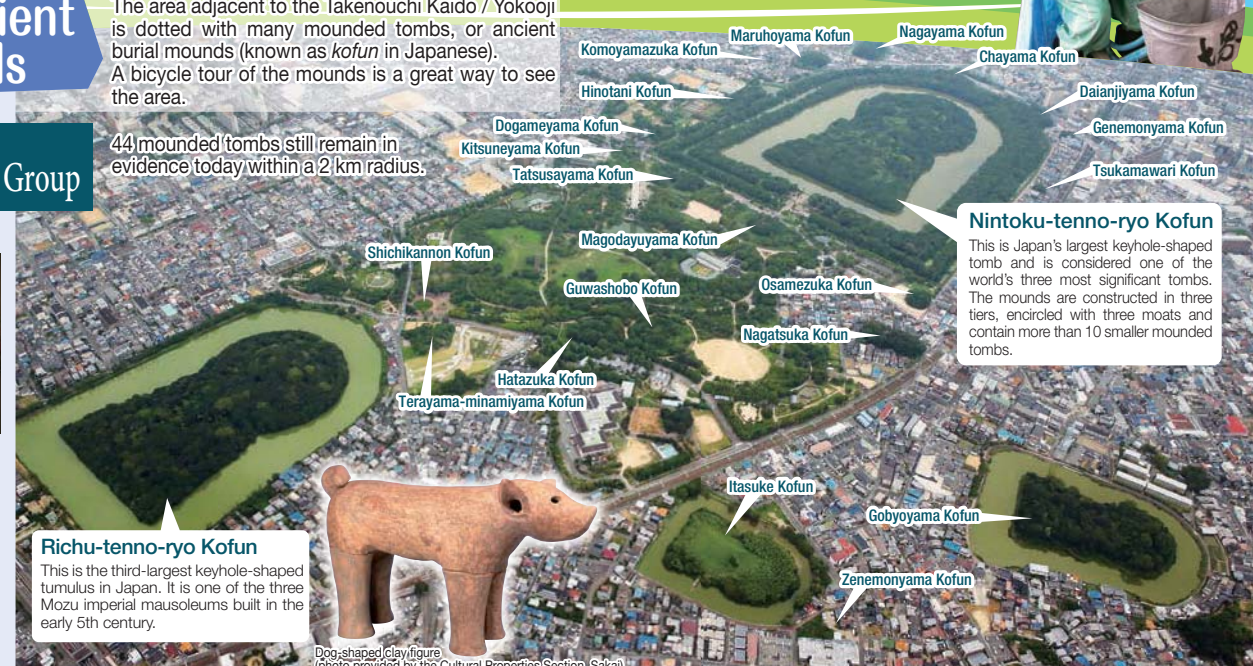 The area adjacent to the Takenouchi Kaido / Yokooji
is dotted with many mounded tombs, or ancient
burial mounds (known as kofun in Japanese).
A bicycle tour of the mounds is a great way to see
the area.
Group
44 mounded tombs still remain in
evidence today within a 2 km radius.
Maruhoyama Kofun
Nagayama Kofun
Komoyamazuka Kofun
Chayama Kofun
Hinotani Kofun
Daianjiyama Kofun
Dogameyama Kofun
Genemonyama Kofun
Kitsuneyama Kofun
Tatsusayama Kofun
Tsukamawari Kofun
Nintoku-tenno-ryo Kofun
This is Japan's largest keyhole-shaped
tomb and is considered one of the
world's three most significant tombs.
The mounds are constructed in three
tiers, encircled with three moats and
contain more than 10 smaller mounded
tombs.
Magodayuyama Kofun
Shichikannon Kofun
Guwashobo Kofun
Osamezuka Kofun
Nagatsuka Kofun
Hatazuka Kofun
Terayama-minamiyama Kofun
Itasuke Kofun
Gobyoyama Kofun
Zenemonyama Kofun
Richu-tenno-ryo Kofun
This is the third-largest keyhole-shaped
tumulus in Japan. It is one of the three
Mozu imperial mausoleums built in the
early 5th century.
Dog-shaped clay figure
(photo provided by the Cultural Properties Section, Sakai)